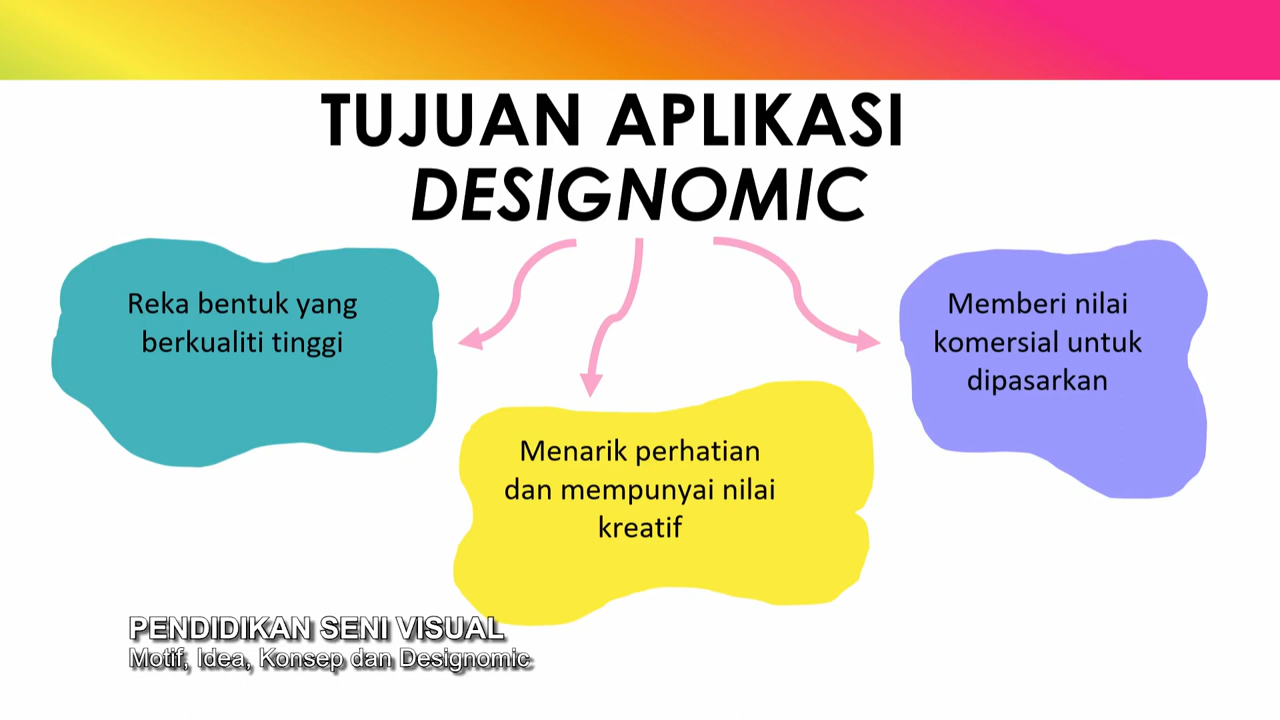 TUJUAN APLIKASI
DESIGNOMIC
Reka bentuk yang
berkualiti tinggi
Menarik perhatian
dan mempunyai nilai
kreatif
Memberi nilai
komersial untuk
dipasarkan
PENDIDIKAN SENI VISUAL
Motif, Idea, Konsep dan Designomic